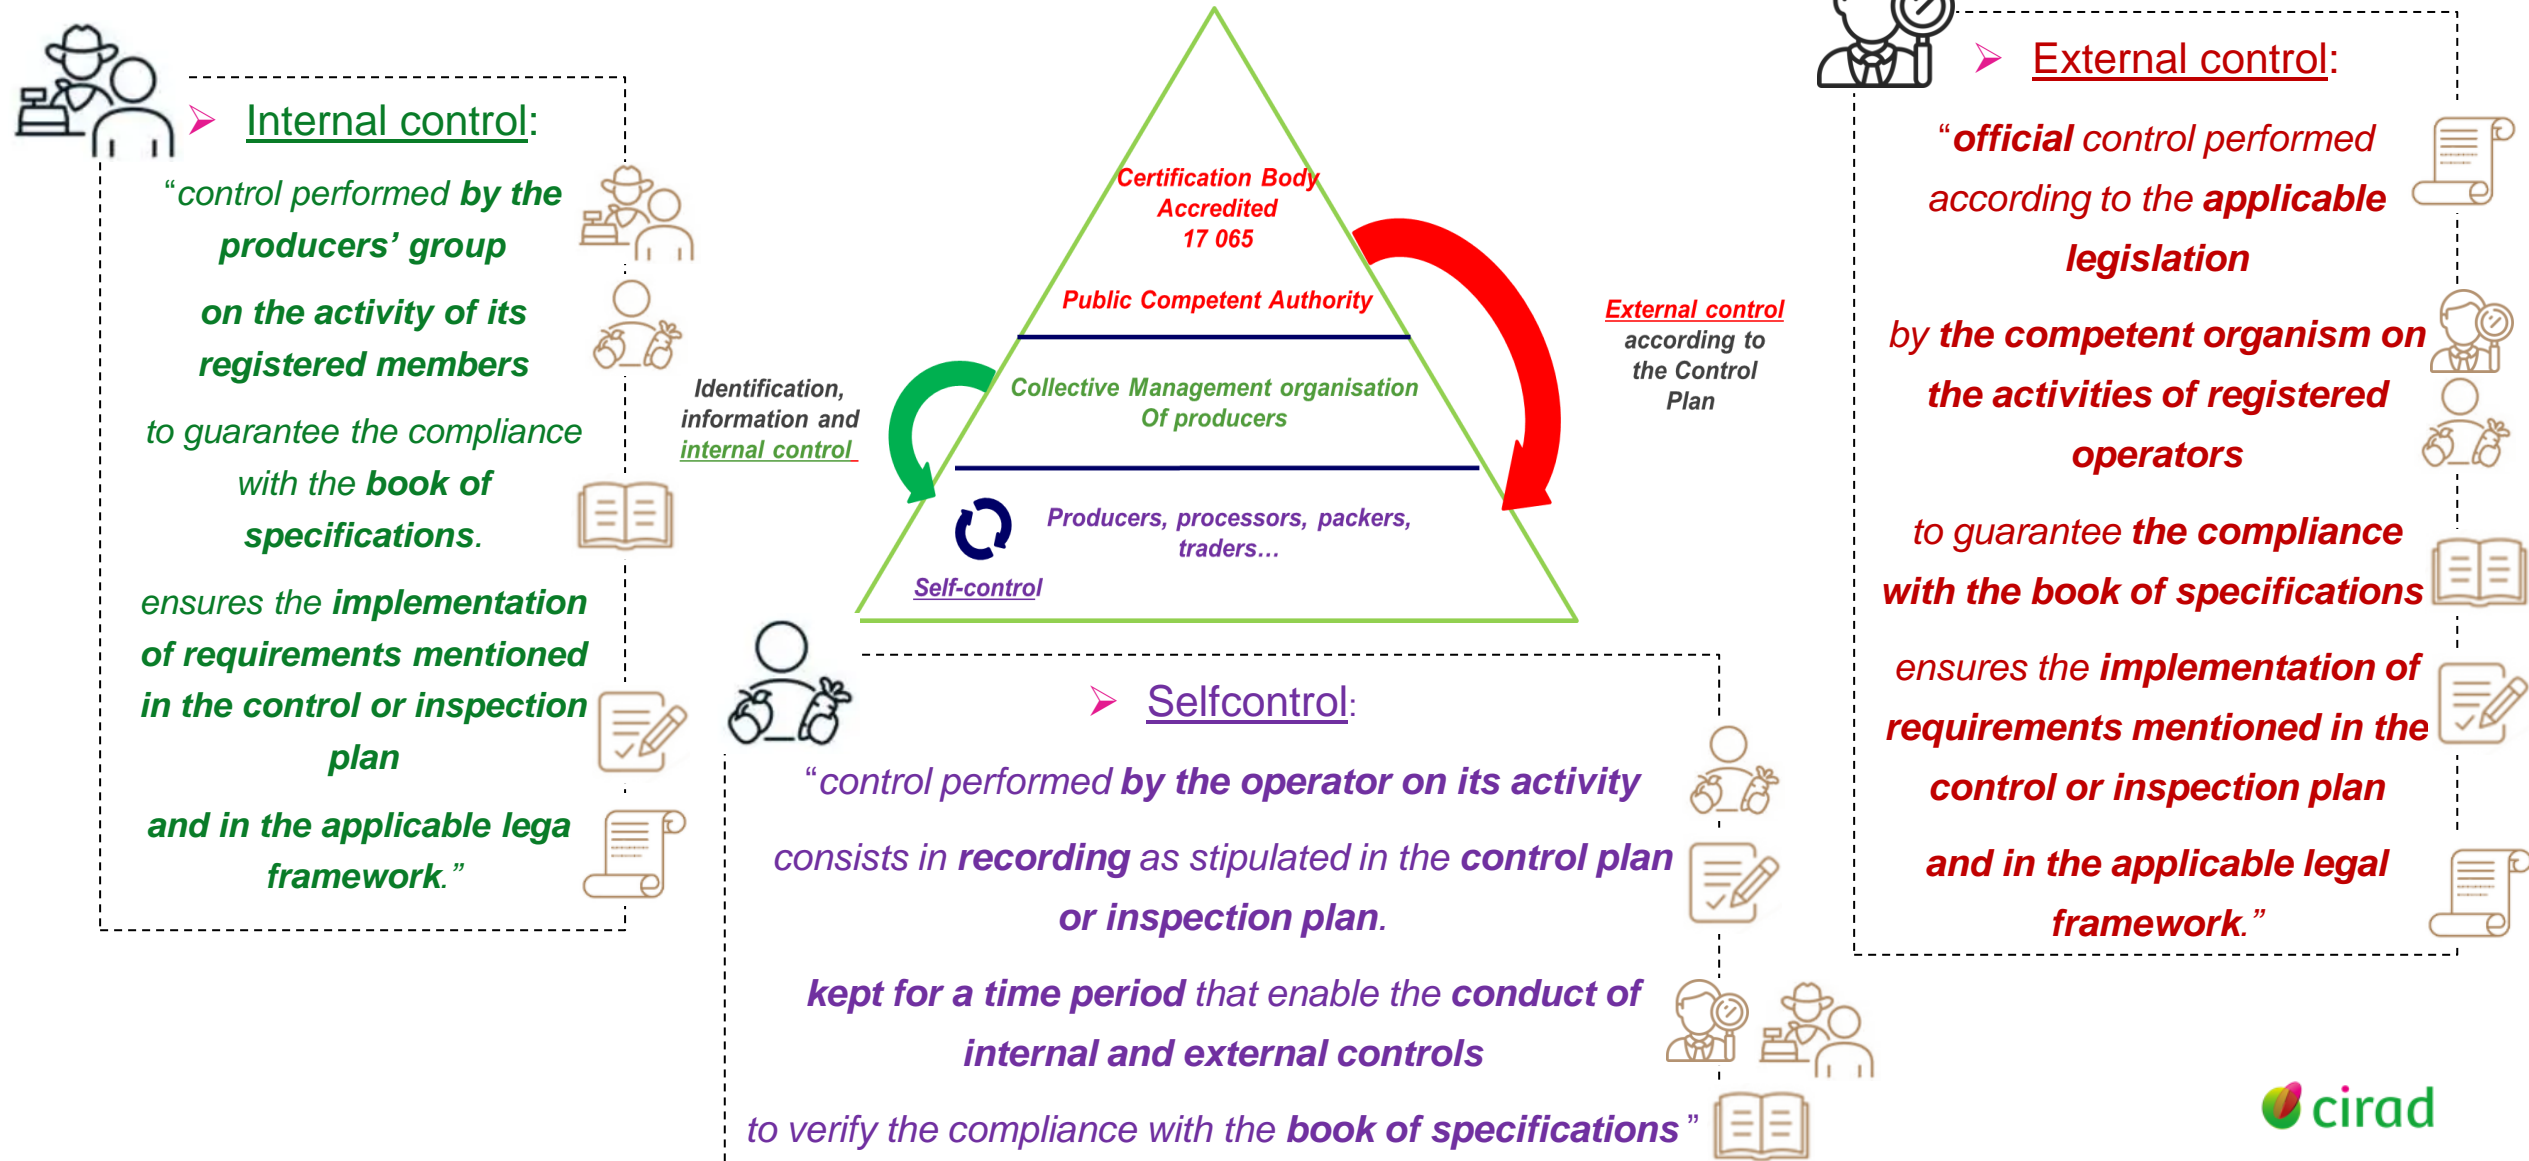 ➢ Internal control:
“control performed by the
producers’ group
on the activity of its
registered members
to guarantee the compliance
with the book of
specifications.
ensures the implementation
of requirements mentioned
in the control or inspection
plan
and in the applicable lega
framework.”
Certification Body
Accredited
17 065
Public Competent Authority
Collective Management organisation
Of producers
Producers, processors, packers,
traders...
Self-control
Identification,
information and
internal control
External control
according to
the Control
Plan
➢ Selfcontrol:
“control performed by the operator on its activity
consists in recording as stipulated in the control plan
or inspection plan.
kept for a time period that enable the conduct of
internal and external controls
to verify the compliance with the book of specifications ”
➢ External control:
“official control performed
according to the applicable
legislation
by the competent organism on
the activities of registered
operators
to guarantee the compliance
with the book of specifications
ensures the implementation of
requirements mentioned in the
control or inspection plan
and in the applicable legal
framework.”
cirad